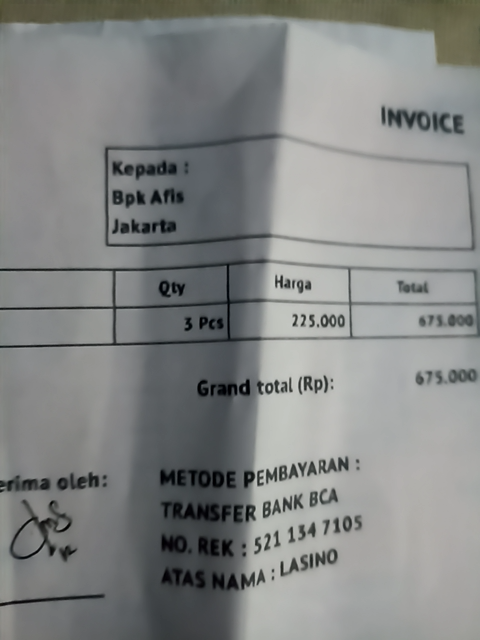 INVOICE
Kepada :
Bpk Afis
Jakarta
Qty Harga Total
3 Pcs 225.000 675.000
Grand total (Rp): 675.000
erima oleh:
METODE PEMBAYARAN :
TRANSFER BANK BCA
NO. REK : 521 134 7105
ATAS NAMA : LASINO